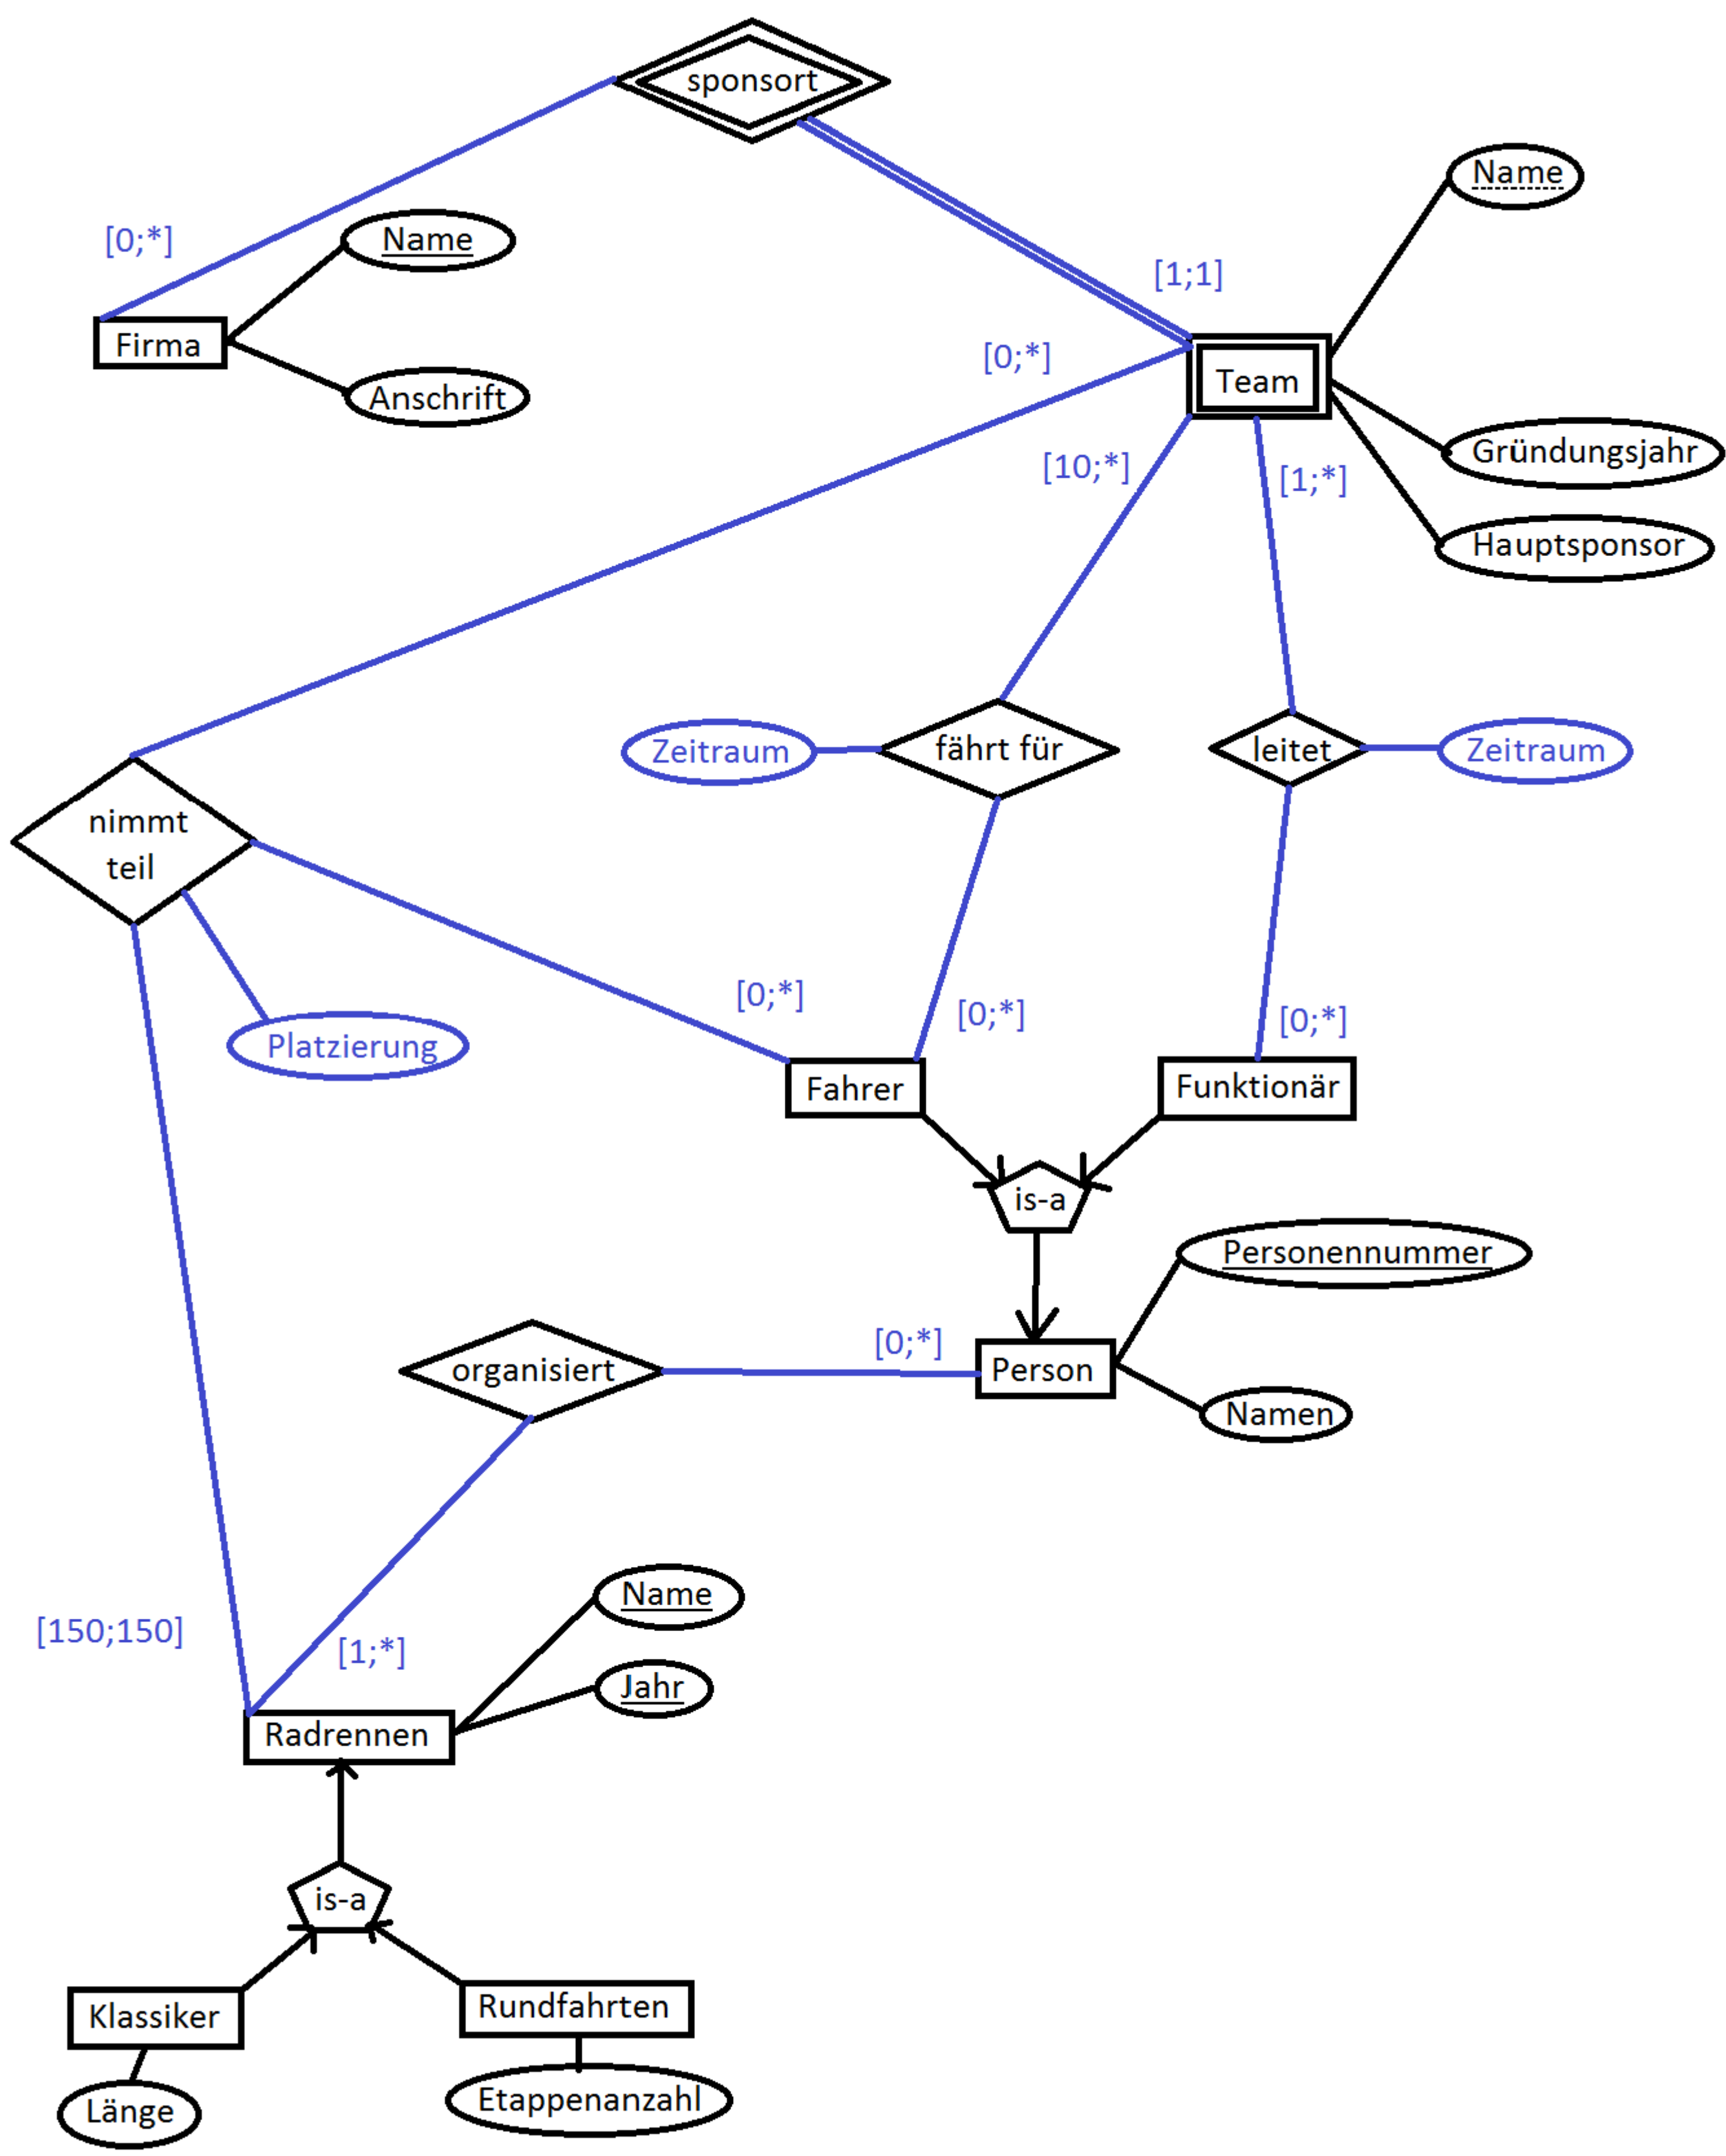 sponsort
Name
[0;*]
Name
[1;1]
Firma
[0;*]
Team
Anschrift
Gründungsjahr
[10;*]
[1;*]
Hauptsponsor
Zeitraum
fährt für
leitet
Zeitraum
nimmt
teil
[0;*]
[0;*]
[0;*]
Platzierung
Fahrer
Funktionär
is-a
Personennummer
[0;*]
organisiert
Person
Namen
Name
[150;150]
[1;*]
Jahr
Radrennen
is-a
Klassiker
Rundfahrten
Länge
Etappenanzahl